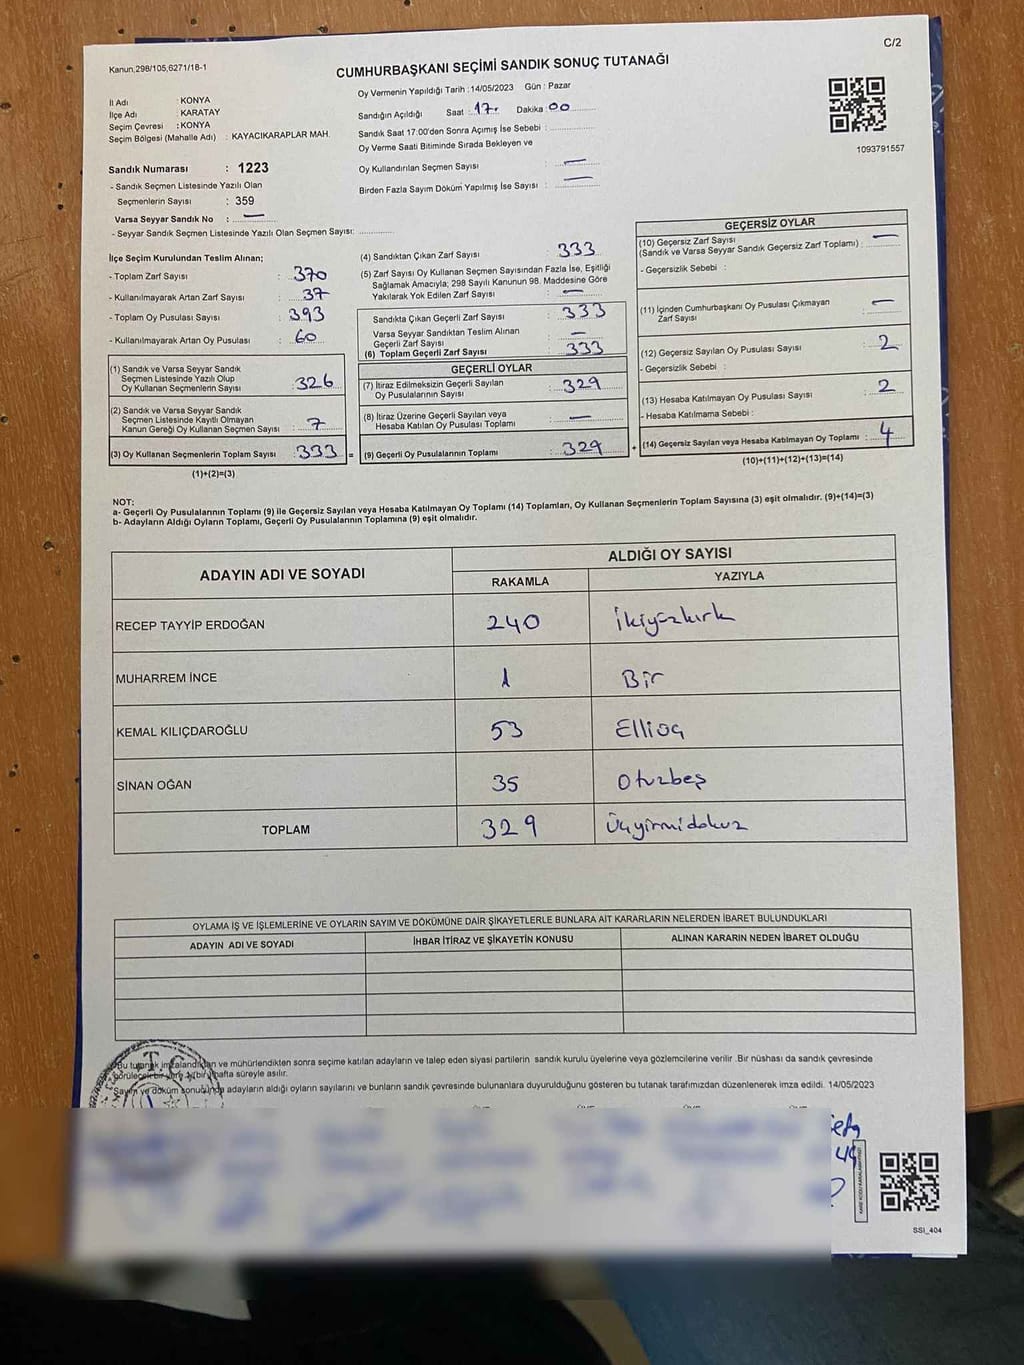 C/2
Kanun,298/105,6271/18-1
CUMHURBAŞKANI SEÇİMİ SANDIK SONUÇ TUTANAĞI
Oy Vermenin Yapıldığı Tarih :14/05/2023 Gün : Pazar
İl Adı : KONYA
İlçe Adı : KARATAY
Seçim Çevresi : KONYA
Seçim Bölgesi (Mahalle Adı) : KAYACIKARAPLAR MAH.
Sandığın Açıldığı Saat : 17. Dakika : 00
Sandık Saat 17:00'den Sonra Açımış İse Sebebi :
Oy Verme Saati Bitiminde Sırada Bekleyen ve
Oy Kullandırılan Seçmen Sayısı : —
Birden Fazla Sayım Döküm Yapılmış İse Sayısı : —
1093791557
Sandık Numarası : 1223
- Sandık Seçmen Listesinde Yazılı Olan
Seçmenlerin Sayısı : 359
Varsa Seyyar Sandık No : —
- Seyyar Sandık Seçmen Listesinde Yazılı Olan Seçmen Sayısı:
İlçe Seçim Kurulundan Teslim Alınan;
- Toplam Zarf Sayısı : 370
- Kullanılmayarak Artan Zarf Sayısı : 37
- Toplam Oy Pusulası Sayısı : 393
- Kullanılmayarak Artan Oy Pusulası : 60
(1) Sandık ve Varsa Seyyar Sandık
Seçmen Listesinde Yazılı Olup
Oy Kullanan Seçmenlerin Sayısı : 326
(2) Sandık ve Varsa Seyyar Sandık
Seçmen Listesinde Kayıtlı Olmayan
Kanun Gereği Oy Kullanan Seçmen Sayısı : 7
(3) Oy Kullanan Seçmenlerin Toplam Sayısı : 333 =
(1)+(2)=(3)
(4) Sandıktan Çıkan Zarf Sayısı : 333
(5) Zarf Sayısı Oy Kullanan Seçmen Sayısından Fazla İse, Eşitliği
Sağlamak Amacıyla; 298 Sayılı Kanunun 98. Maddesine Göre
Yakılarak Yok Edilen Zarf Sayısı : —
Sandıkta Çıkan Geçerli Zarf Sayısı : 333
Varsa Seyyar Sandıktan Teslim Alınan
Geçerli Zarf Sayısı : —
(6) Toplam Geçerli Zarf Sayısı : 333
GEÇERLİ OYLAR
(7) İtiraz Edilmeksizin Geçerli Sayılan
Oy Pusulalarının Sayısı : 329
(8) İtiraz Üzerine Geçerli Sayılan veya
Hesaba Katılan Oy Pusulası Toplamı : —
(9) Geçerli Oy Pusulalarının Toplamı : 329 +
GEÇERSİZ OYLAR
(10) Geçersiz Zarf Sayısı
(Sandık ve Varsa Seyyar Sandık Geçersiz Zarf Toplamı) : —
- Geçersizlik Sebebi :
(11) İçinden Cumhurbaşkanı Oy Pusulası Çıkmayan
Zarf Sayısı : —
(12) Geçersiz Sayılan Oy Pusulası Sayısı : 2
- Geçersizlik Sebebi :
(13) Hesaba Katılmayan Oy Pusulası Sayısı : 2
- Hesaba Katılmama Sebebi :
(14) Geçersiz Sayılan veya Hesaba Katılmayan Oy Toplamı : 4
(10)+(11)+(12)+(13)=(14)
NOT:
a- Geçerli Oy Pusulalarının Toplamı (9) ile Geçersiz Sayılan veya Hesaba Katılmayan Oy Toplamı (14) Toplamları, Oy Kullanan Seçmenlerin Toplam Sayısına (3) eşit olmalıdır. (9)+(14)=(3)
b- Adayların Aldığı Oyların Toplamı, Geçerli Oy Pusulalarının Toplamına (9) eşit olmalıdır.
ADAYIN ADI VE SOYADI ALDIĞI OY SAYISI
RAKAMLA YAZIYLA
RECEP TAYYİP ERDOĞAN 240 İkiyüzkırk
MUHARREM İNCE 1 Bir
KEMAL KILIÇDAROĞLU 53 Elliüç
SİNAN OĞAN 35 Otuzbeş
TOPLAM 329 Üçyirmidokuz
OYLAMA İŞ VE İŞLEMLERİNE VE OYLARIN SAYIM VE DÖKÜMÜNE DAİR ŞİKAYETLERLE BUNLARA AİT KARARLARIN NELERDEN İBARET BULUNDUKLARI
ADAYIN ADI VE SOYADI İHBAR İTİRAZ VE ŞİKAYETİN KONUSU ALINAN KARARIN NEDEN İBARET OLDUĞU
Bu tutanak imzalandıktan ve mühürlendikten sonra seçime katılan adayların ve talep eden siyasi partilerin sandık kurulu üyelerine veya gözlemcilerine verilir .Bir nüshası da sandık çevresinde
görülecek bir yere 1 (bir) hafta süreyle asılır.
Sayım ve döküm sonuçunda adayların aldığı oyların sayılarını ve bunların sandık çevresinde bulunanlara duyurulduğunu gösteren bu tutanak tarafımızdan düzenlenerek imza edildi. 14/05/2023
T.C.
SSI_404